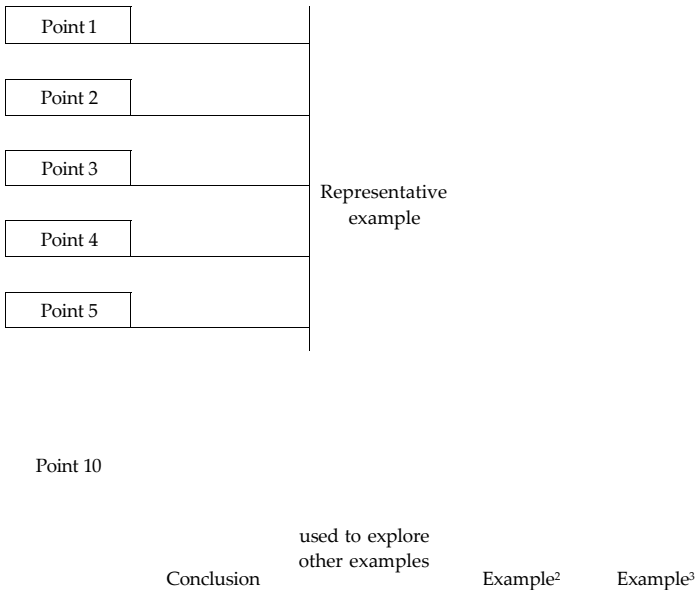 Point 1
Point 2
Point 3
Representative
example
Point 4
Point 5
Point 10
used to explore
other examples
Conclusion
Example²
Example³